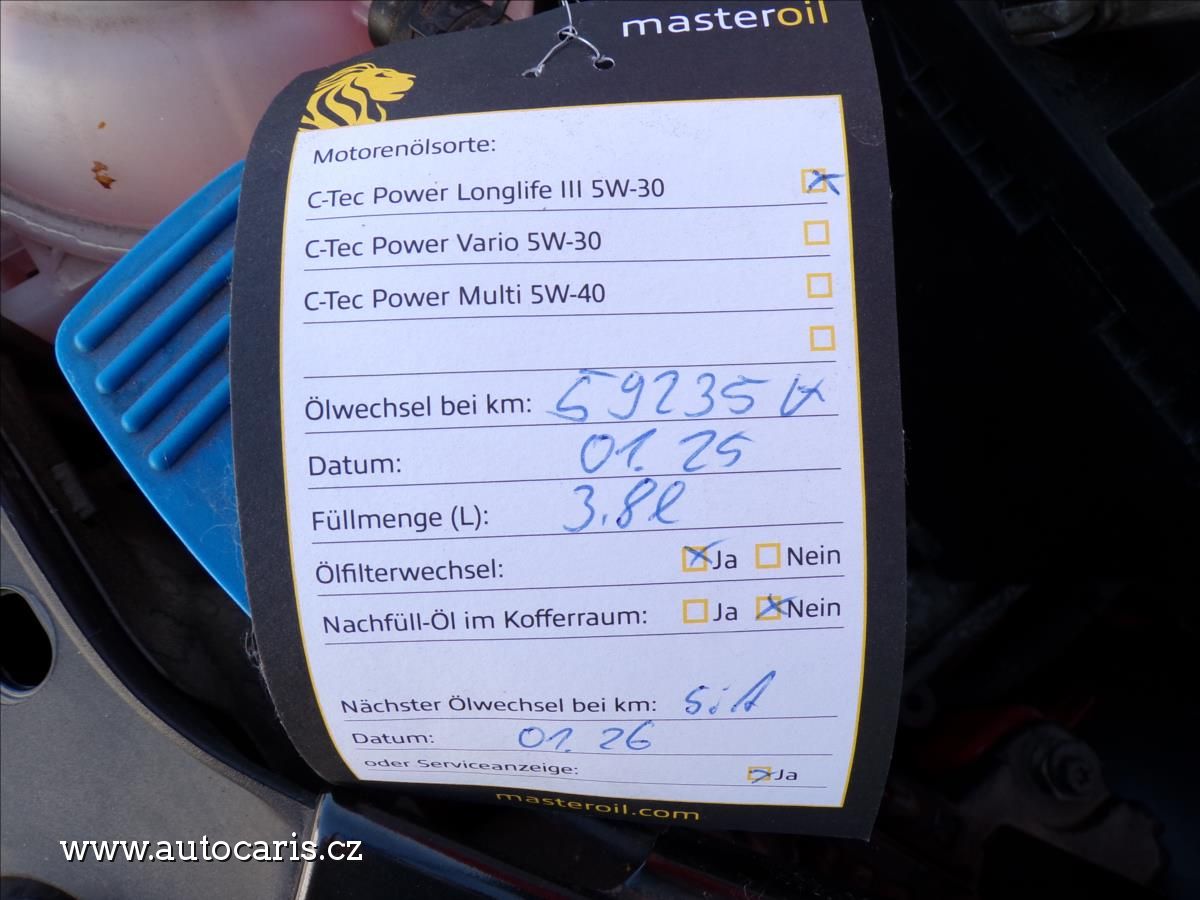 masteroil
Motorenölsorte:
C-Tec Power Longlife III 5W-30
C-Tec Power Vario 5W-30
C-Tec Power Multi 5W-40
Ölwechsel bei km: 59235
Datum: 01.25
Füllmenge (L): 3.8l
Ölfilterwechsel: Ja Nein
Nachfüll-Öl im Kofferraum: Ja Nein
Nächster Ölwechsel bei km:
Datum: 01.26
oder Serviceanzeige: Ja
masteroil.com
www.autocaris.cz